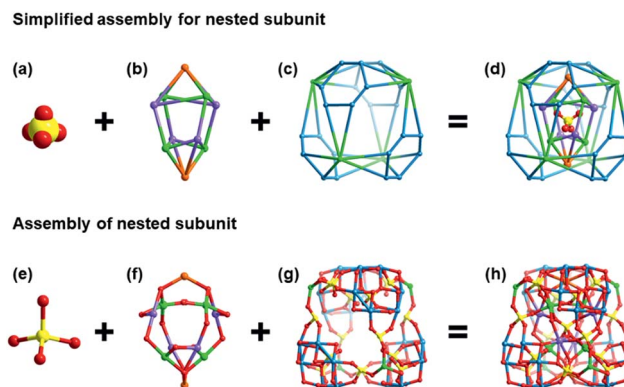 Simplified assembly for nested subunit
(a) (b) (c) (d)
+ + =
Assembly of nested subunit
(e) (f) (g) (h)
+ + =